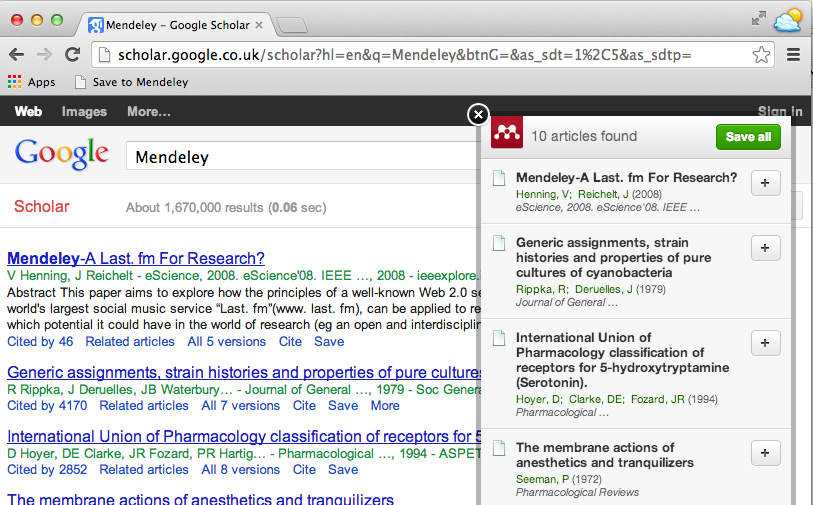 Mendeley – Google Scholar
scholar.google.co.uk/scholar?hl=en&q=Mendeley&btnG=&as_sdt=1%2C5&as_sdtp=
Apps Save to Mendeley
Web Images More... Sign in
Google Mendeley
Scholar About 1,670,000 results (0.06 sec)
Mendeley-A Last. fm For Research?
V Henning, J Reichelt - eScience, 2008. eScience'08. IEEE ..., 2008 - ieeexplore.
Abstract This paper aims to explore how the principles of a well-known Web 2.0 se
world's largest social music service “Last. fm”(www. last. fm), can be applied to re
which potential it could have in the world of research (eg an open and interdisciplin
Cited by 46 Related articles All 5 versions Cite Save
Generic assignments, strain histories and properties of pure cultures
R Rippka, J Deruelles, JB Waterbury... - Journal of General ..., 1979 - Soc General
Cited by 4170 Related articles All 7 versions Cite Save More
International Union of Pharmacology classification of receptors for 5
D Hoyer, DE Clarke, JR Fozard, PR Hartig... - Pharmacological ..., 1994 - ASPET
Cited by 2852 Related articles All 8 versions Cite Save
The membrane actions of anesthetics and tranquilizers
10 articles found Save all
Mendeley-A Last. fm For Research?
Henning, V; Reichelt, J (2008)
eScience, 2008. eScience'08. IEEE ...
Generic assignments, strain
histories and properties of pure
cultures of cyanobacteria
Rippka, R; Deruelles, J (1979)
Journal of General ...
International Union of
Pharmacology classification of
receptors for 5-hydroxytryptamine
(Serotonin).
Hoyer, D; Clarke, DE; Fozard, JR (1994)
Pharmacological ...
The membrane actions of
anesthetics and tranquilizers
Seeman, P (1972)
Pharmacological Reviews